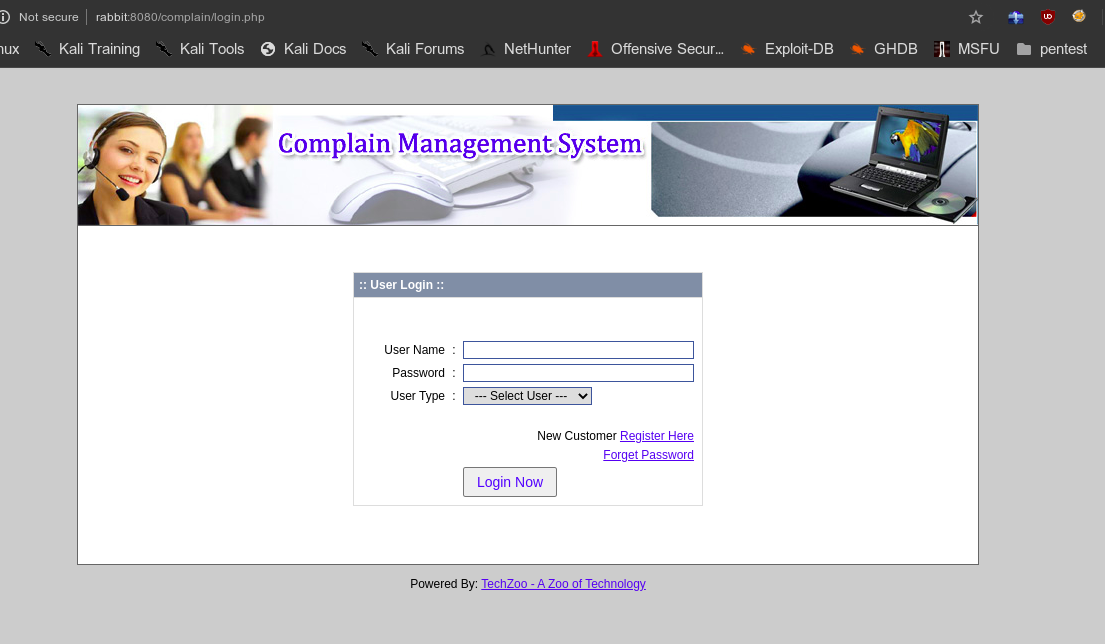 Not secure rabbit:8080/complain/login.php
nux Kali Training Kali Tools Kali Docs Kali Forums NetHunter Offensive Secur... Exploit-DB GHDB MSFU pentest
Complain Management System
:: User Login ::
User Name :
Password :
User Type : --- Select User ---
New Customer Register Here
Forget Password
Login Now
Powered By: TechZoo - A Zoo of Technology